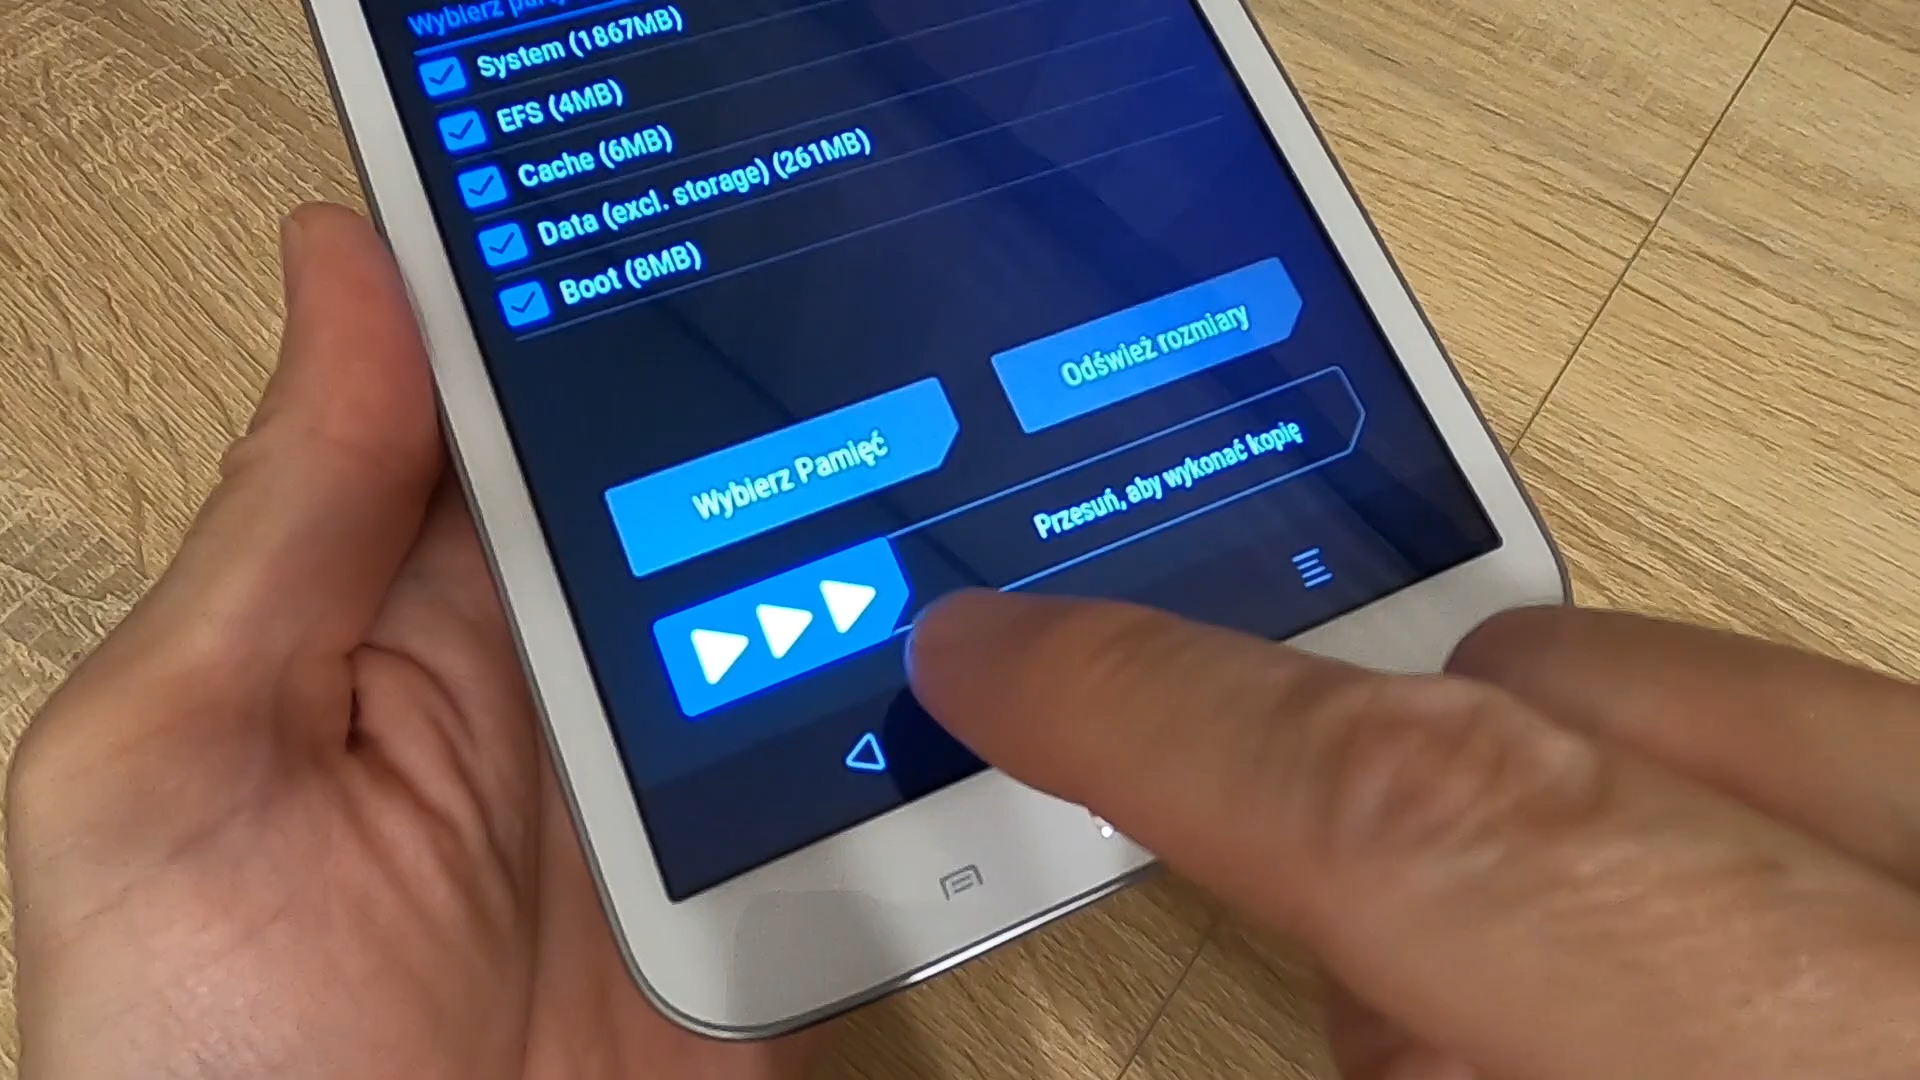 Wybierz
System (1867MB)
EFS (4MB)
Cache (6MB)
Data (excl. storage) (261MB)
Boot (8MB)
Odśwież rozmiary
Wybierz Pamięć
Przesuń, aby wykonać kopię